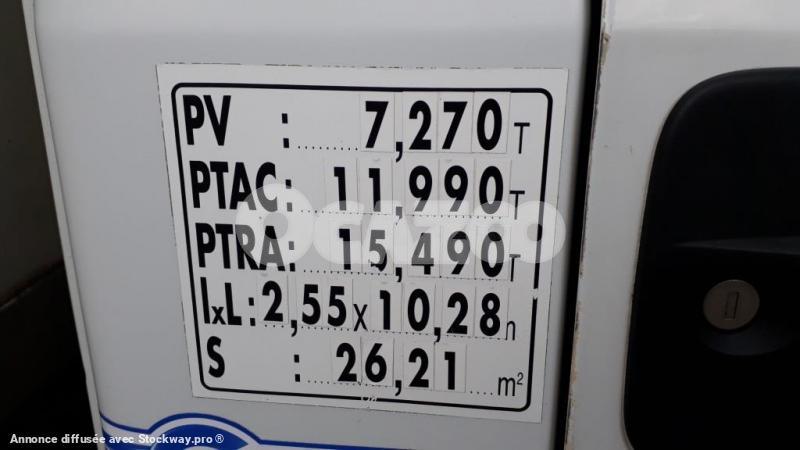 PV : ........ 7,270 T
PTAC : .... 11,990 T
PTRA : .... 15,490 T
lxL : 2,55 x 10,28 n
S : .... 26,21 .... m²
OCAZOO
Annonce diffusée avec Stockway.pro ®